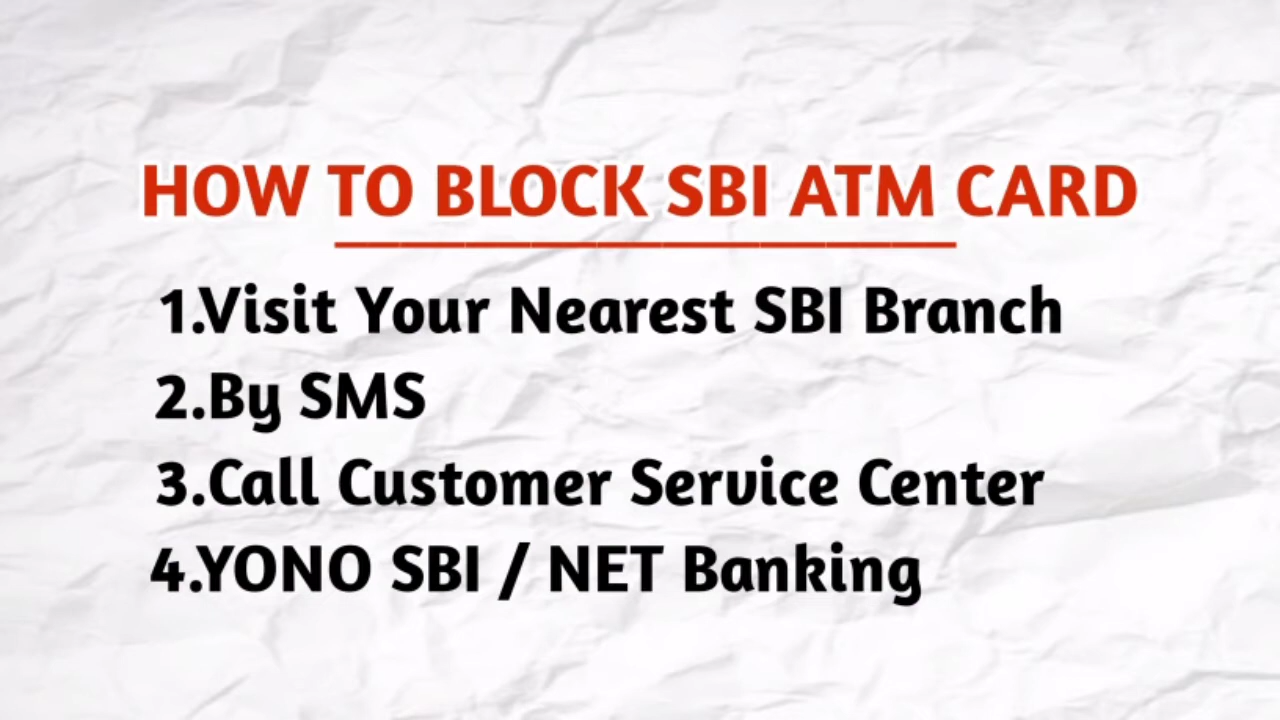 HOW TO BLOCK SBI ATM CARD
1.Visit Your Nearest SBI Branch
2.By SMS
3.Call Customer Service Center
4.YONO SBI / NET Banking